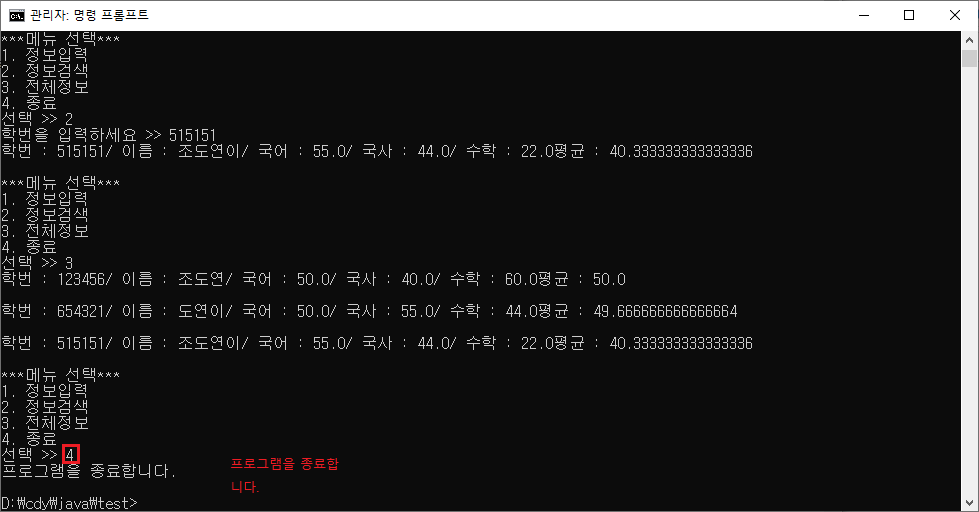 관리자: 명령 프롬프트
***메뉴 선택***
1. 정보입력
2. 정보검색
3. 전체정보
4. 종료
선택 >> 2
학번을 입력하세요 >> 515151
학번 : 515151/ 이름 : 조도연이/ 국어 : 55.0/ 국사 : 44.0/ 수학 : 22.0평균 : 40.333333333333336
***메뉴 선택***
1. 정보입력
2. 정보검색
3. 전체정보
4. 종료
선택 >> 3
학번 : 123456/ 이름 : 조도연/ 국어 : 50.0/ 국사 : 40.0/ 수학 : 60.0평균 : 50.0
학번 : 654321/ 이름 : 도연이/ 국어 : 50.0/ 국사 : 55.0/ 수학 : 44.0평균 : 49.666666666666664
학번 : 515151/ 이름 : 조도연이/ 국어 : 55.0/ 국사 : 44.0/ 수학 : 22.0평균 : 40.333333333333336
***메뉴 선택***
1. 정보입력
2. 정보검색
3. 전체정보
4. 종료
선택 >> 4
프로그램을 종료합니다.
프로그램을 종료합
니다.
D:₩cdy₩java₩test>